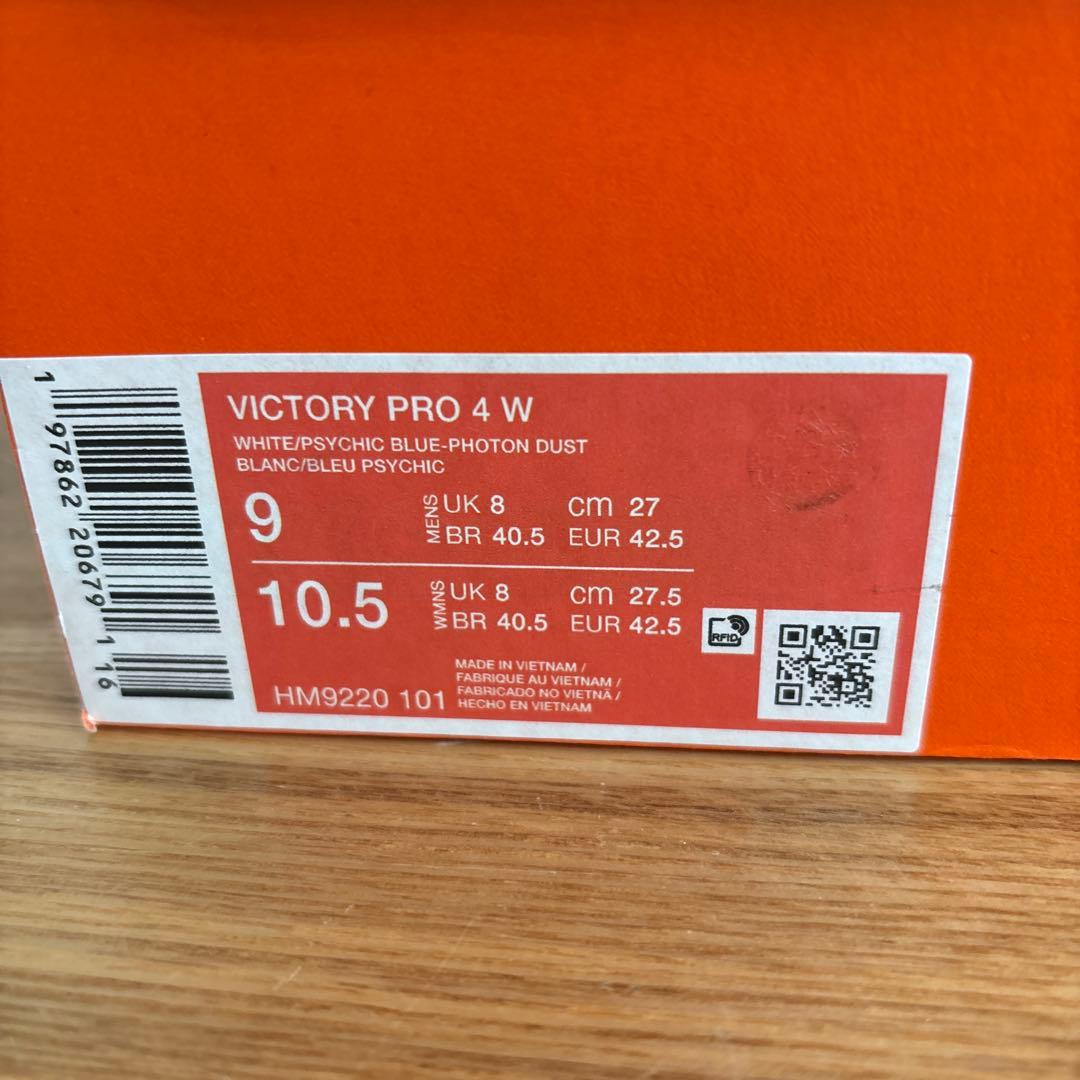 VICTORY PRO 4 W
WHITE/PSYCHIC BLUE-PHOTON DUST
BLANC/BLEU PSYCHIC
9 MENS UK 8 cm 27
BR 40.5 EUR 42.5
10.5 WMNS UK 8 cm 27.5
BR 40.5 EUR 42.5
MADE IN VIETNAM /
FABRIQUE AU VIETNAM /
FABRICADO NO VIETNÃ /
HECHO EN VIETNAM
HM9220 101
RFID
1 97862 20679 1 16